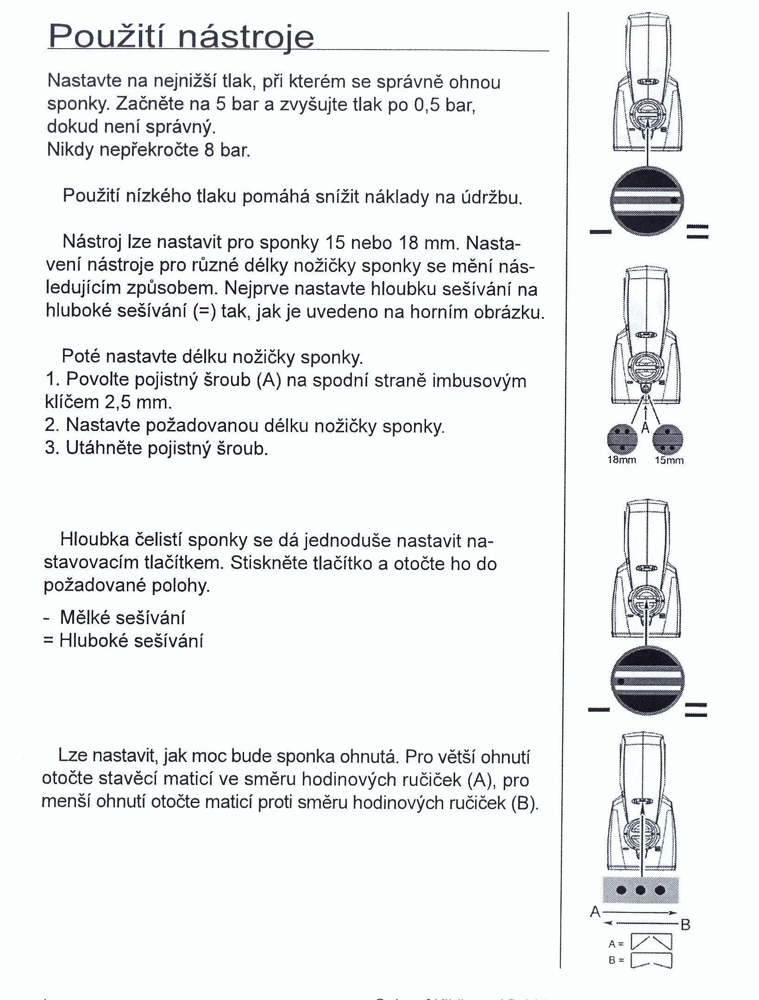 Použití nástroje
Nastavte na nejnižší tlak, při kterém se správně ohnou
sponky. Začněte na 5 bar a zvyšujte tlak po 0,5 bar,
dokud není správný.
Nikdy nepřekročte 8 bar.
Použití nízkého tlaku pomáhá snížit náklady na údržbu.
Nástroj lze nastavit pro sponky 15 nebo 18 mm. Nasta-
vení nástroje pro různé délky nožičky sponky se mění nás-
ledujícím způsobem. Nejprve nastavte hloubku sešívání na
hluboké sešívání (=) tak, jak je uvedeno na horním obrázku.
Poté nastavte délku nožičky sponky.
1. Povolte pojistný šroub (A) na spodní straně imbusovým
klíčem 2,5 mm.
2. Nastavte požadovanou délku nožičky sponky.
3. Utáhněte pojistný šroub.
A
18mm 15mm
Hloubka čelistí sponky se dá jednoduše nastavit na-
stavovacím tlačítkem. Stiskněte tlačítko a otočte ho do
požadované polohy.
- Mělké sešívání
= Hluboké sešívání
Lze nastavit, jak moc bude sponka ohnutá. Pro větší ohnutí
otočte stavěcí maticí ve směru hodinových ručiček (A), pro
menší ohnutí otočte maticí proti směru hodinových ručiček (B).
A
B
A =
B =